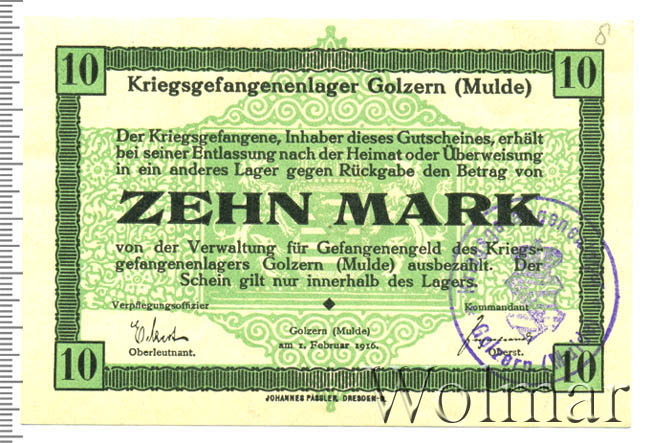 8
10 10
Kriegsgefangenenlager Golzern (Mulde)
Der Kriegsgefangene, Inhaber dieses Gutscheines, erhält
bei seiner Entlassung nach der Heimat oder Überweisung
in ein anderes Lager gegen Rückgabe den Betrag von
ZEHN MARK
von der Verwaltung für Gefangenengeld des Kriegs-
gefangenenlagers Golzern (Mulde) ausbezahlt. Der
Schein gilt nur innerhalb des Lagers.
Verpflegungsoffizier
Kommandant
Golzern (Mulde)
am 1. Februar 1916.
Oberleutnant.
Oberst.
Golzern (Mulde)
10 10
JOHANNES PÄSSLER, DRESDEN-N.
Wolmar